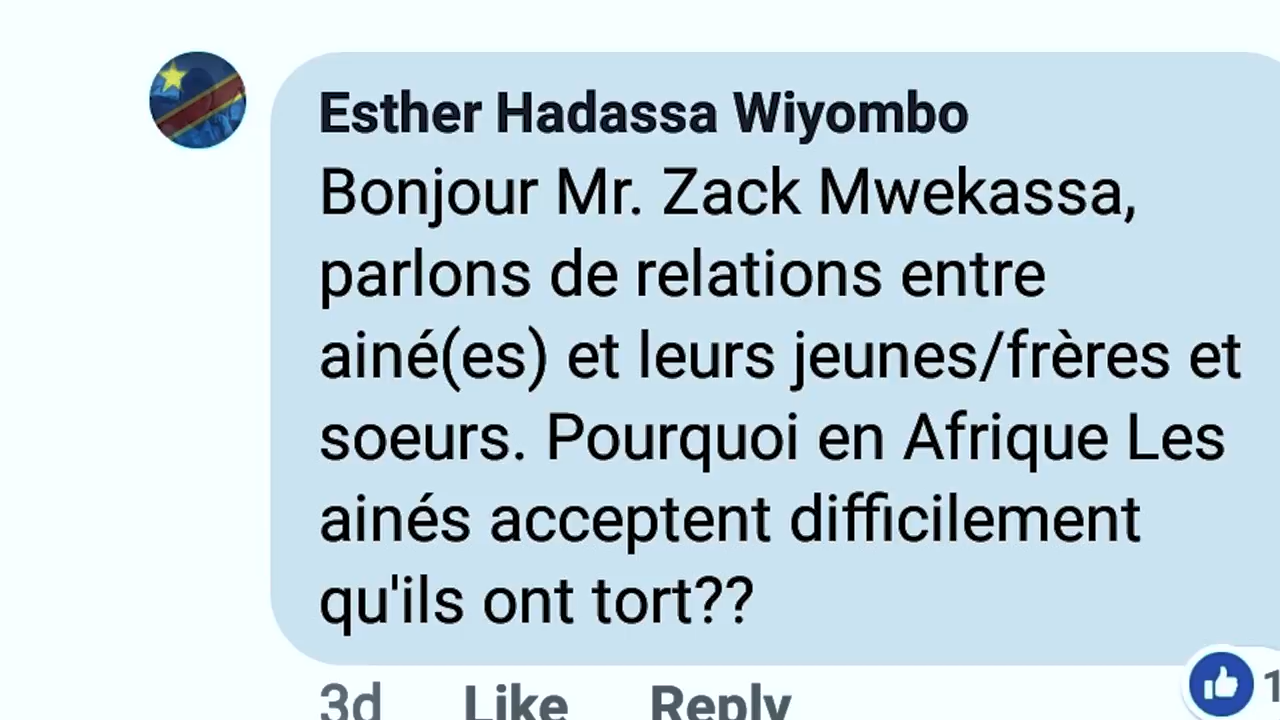 Esther Hadassa Wiyombo
Bonjour Mr. Zack Mwekassa,
parlons de relations entre
ainé(es) et leurs jeunes/frères et
soeurs. Pourquoi en Afrique Les
ainés acceptent difficilement
qu'ils ont tort??
3d Like Reply 1